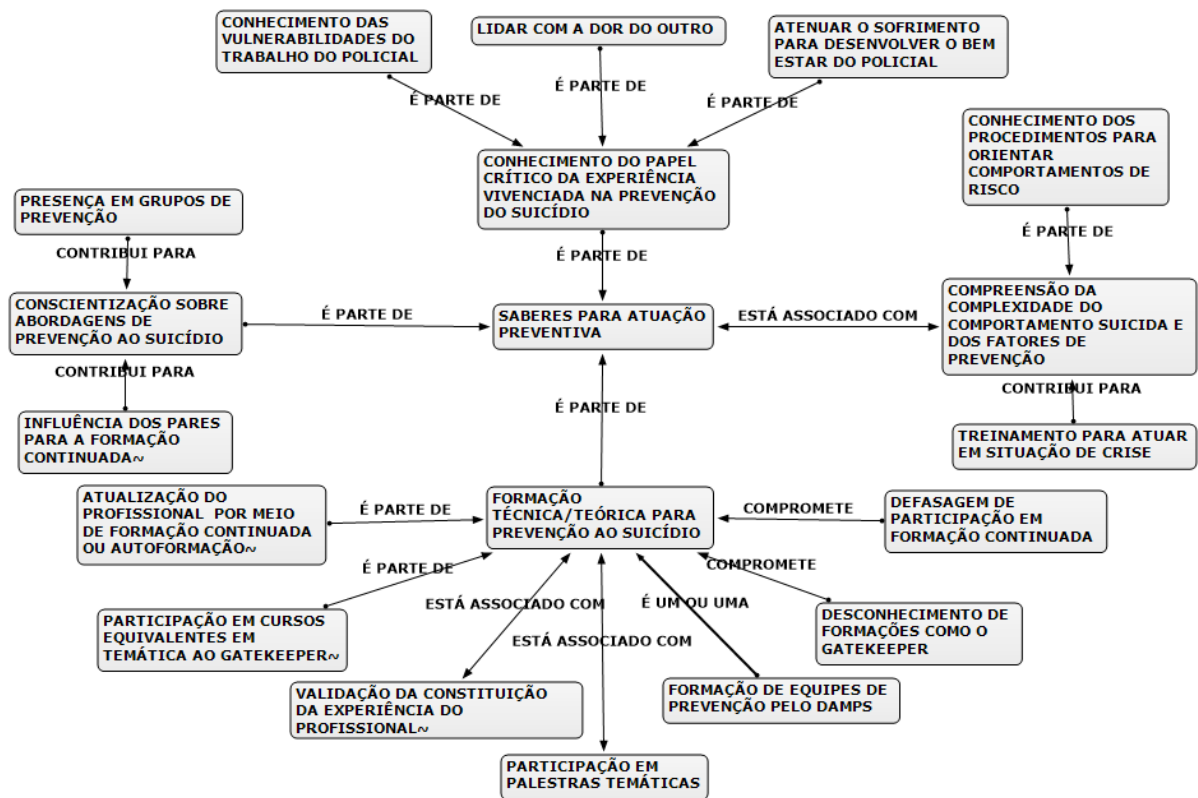 CONHECIMENTO DAS
VULNERABILIDADES DO
TRABALHO DO POLICIAL
LIDAR COM A DOR DO OUTRO
ATENUAR O SOFRIMENTO
PARA DESENVOLVER O BEM
ESTAR DO POLICIAL
É PARTE DE
É PARTE DE
É PARTE DE
CONHECIMENTO DOS
PROCEDIMENTOS PARA
ORIENTAR
COMPORTAMENTOS DE
RISCO
CONHECIMENTO DO PAPEL
CRÍTICO DA EXPERIÊNCIA
VIVENCIADA NA PREVENÇÃO
DO SUICÍDIO
PRESENÇA EM GRUPOS DE
PREVENÇÃO
CONTRIBUI PARA
É PARTE DE
É PARTE DE
CONSCIENTIZAÇÃO SOBRE
ABORDAGENS DE
PREVENÇÃO AO SUICÍDIO
É PARTE DE
SABERES PARA ATUAÇÃO
PREVENTIVA
ESTÁ ASSOCIADO COM
COMPREENSÃO DA
COMPLEXIDADE DO
COMPORTAMENTO SUICIDA E
DOS FATORES DE
PREVENÇÃO
CONTRIBUI PARA
CONTRIBUI PARA
INFLUÊNCIA DOS PARES
PARA A FORMAÇÃO
CONTINUADA~
É PARTE DE
TREINAMENTO PARA ATUAR
EM SITUAÇÃO DE CRISE
ATUALIZAÇÃO DO
PROFISSIONAL POR MEIO
DE FORMAÇÃO CONTINUADA
OU AUTOFORMAÇÃO~
É PARTE DE
FORMAÇÃO
TÉCNICA/TEÓRICA PARA
PREVENÇÃO AO SUICÍDIO
COMPROMETE
DEFASAGEM DE
PARTICIPAÇÃO EM
FORMAÇÃO CONTINUADA
É PARTE DE
COMPROMETE
ESTÁ ASSOCIADO COM
É UM OU UMA
PARTICIPAÇÃO EM CURSOS
EQUIVALENTES EM
TEMÁTICA AO GATEKEEPER~
DESCONHECIMENTO DE
FORMAÇÕES COMO O
GATEKEEPER
ESTÁ ASSOCIADO COM
VALIDAÇÃO DA CONSTITUIÇÃO
DA EXPERIÊNCIA DO
PROFISSIONAL~
FORMAÇÃO DE EQUIPES DE
PREVENÇÃO PELO DAMPS
PARTICIPAÇÃO EM
PALESTRAS TEMÁTICAS